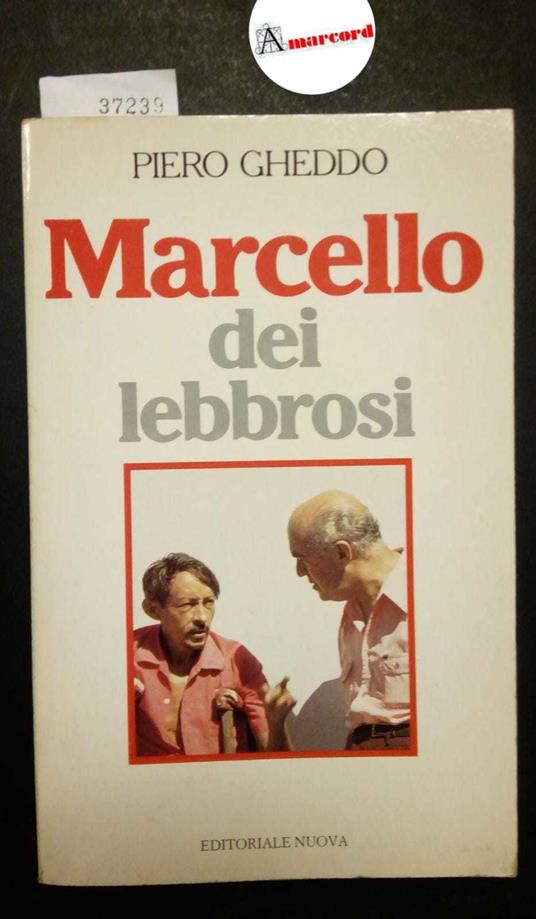 Amarcord
37239
PIERO GHEDDO
Marcello
dei
lebbrosi
EDITORIALE NUOVA